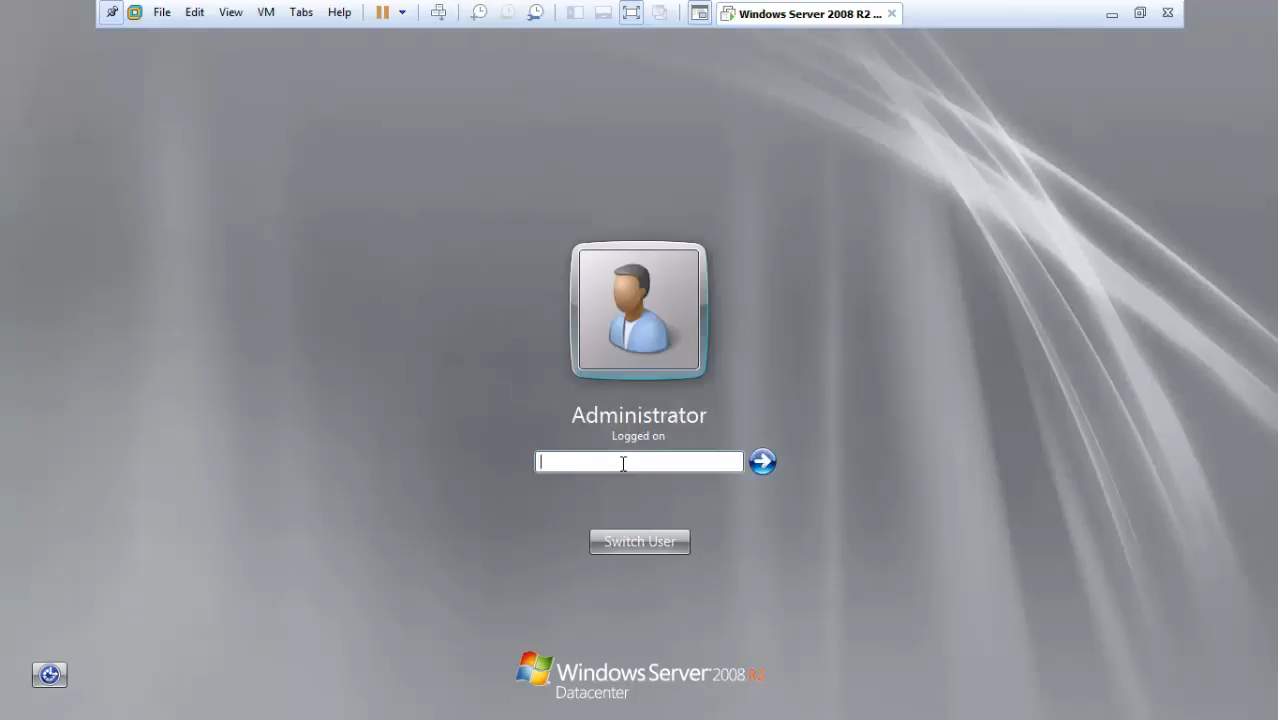 File Edit View VM Tabs Help Windows Server 2008 R2 ...
Administrator
Logged on
Switch User
Windows Server 2008 R2
Datacenter